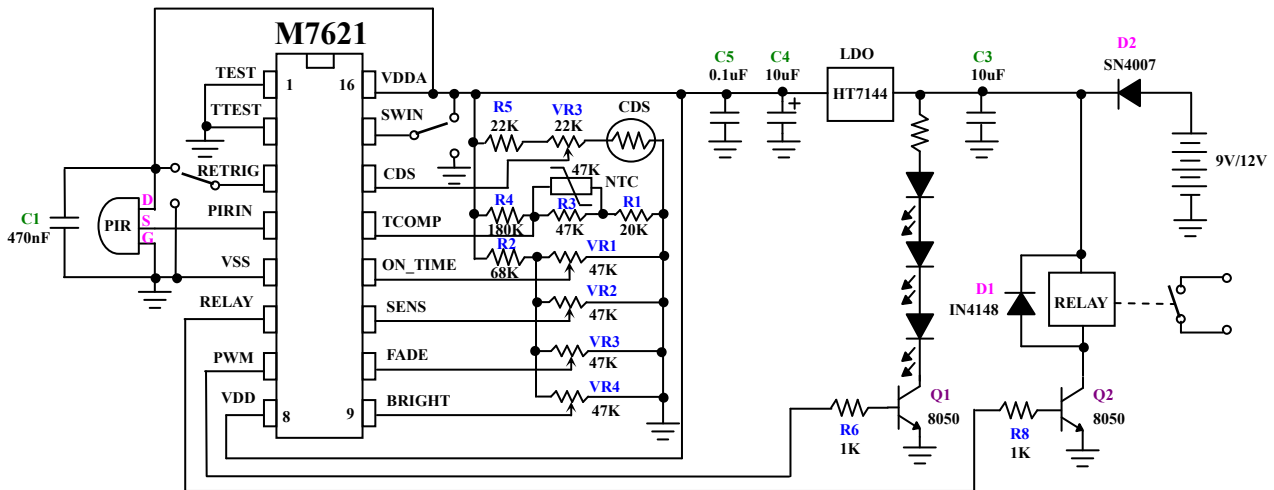 M7621
TEST
1
16
VDDA
TTEST
SWIN
RETRIG
CDS
PIRIN
TCOMP
VSS
ON_TIME
RELAY
SENS
PWM
FADE
VDD
8
9
BRIGHT
C1
470nF
PIR
D
S
G
R5
22K
VR3
22K
CDS
47K
NTC
R4
180K
R3
47K
R1
20K
R2
68K
VR1
47K
VR2
47K
VR3
47K
VR4
47K
C5
0.1uF
C4
10uF
+
LDO
HT7144
C3
10uF
D2
SN4007
9V/12V
D1
IN4148
RELAY
Q1
8050
R6
1K
Q2
8050
R8
1K